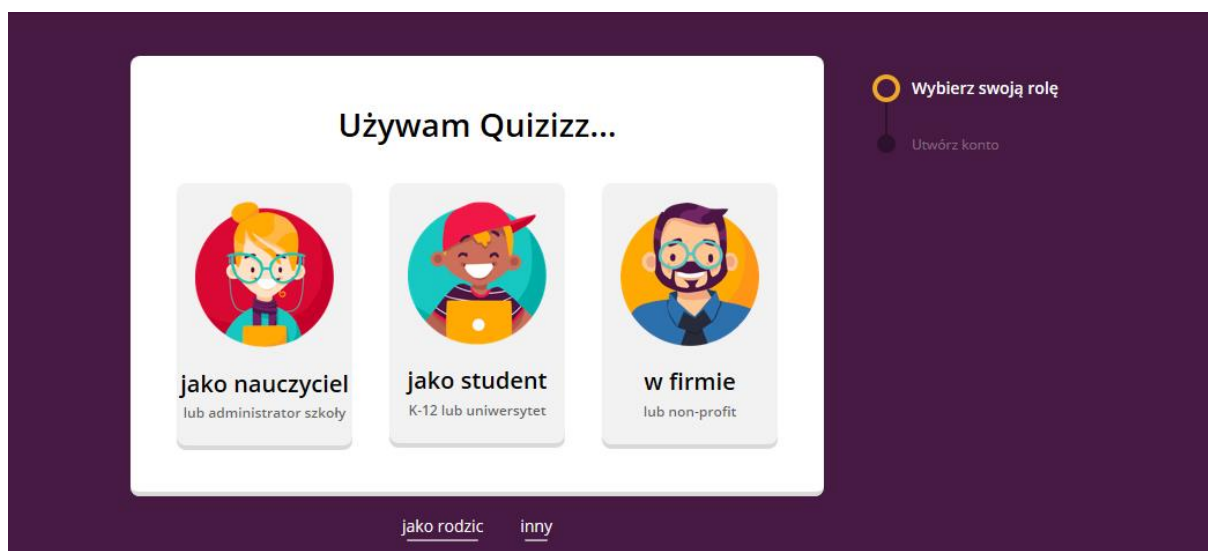 Używam Quizizz...
jako nauczyciel
lub administrator szkoły
jako student
K-12 lub uniwersytet
w firmie
lub non-profit
jako rodzic
inny
Wybierz swoją rolę
Utwórz konto